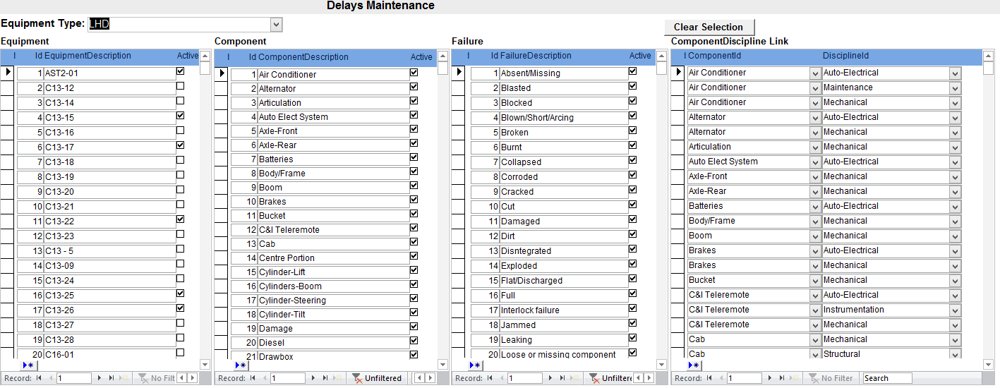 Delays Maintenance
Equipment Type: LHD
Clear Selection
Equipment
I Id EquipmentDescription Active
1 AST2-01
2 C13-12
3 C13-14
4 C13-15
5 C13-16
6 C13-17
7 C13-18
8 C13-19
9 C13-20
10 C13-21
11 C13-22
12 C13-23
13 C13 - 5
14 C13-09
15 C13-24
16 C13-25
17 C13-26
18 C13-27
19 C13-28
20 C16-01
Record: 1 No Filt
Component
I Id ComponentDescription Active
1 Air Conditioner
2 Alternator
3 Articulation
4 Auto Elect System
5 Axle-Front
6 Axle-Rear
7 Batteries
8 Body/Frame
9 Boom
10 Brakes
11 Bucket
12 C&I Teleremote
13 Cab
14 Centre Portion
15 Cylinder-Lift
16 Cylinders-Boom
17 Cylinder-Steering
18 Cylinder-Tilt
19 Damage
20 Diesel
21 Drawbox
Record: 1 Unfiltered
Failure
I Id FailureDescription Active
1 Absent/Missing
2 Blasted
3 Blocked
4 Blown/Short/Arcing
5 Broken
6 Burnt
7 Collapsed
8 Corroded
9 Cracked
10 Cut
11 Damaged
12 Dirt
13 Disntegrated
14 Exploded
15 Flat/Discharged
16 Full
17 Interlock failure
18 Jammed
19 Leaking
20 Loose or missing component
Record: 1 Unfiltere
ComponentDiscipline Link
I ComponentId DisciplineId
Air Conditioner Auto-Electrical
Air Conditioner Maintenance
Air Conditioner Mechanical
Alternator Auto-Electrical
Alternator Mechanical
Articulation Mechanical
Auto Elect System Auto-Electrical
Axle-Front Mechanical
Axle-Rear Mechanical
Batteries Auto-Electrical
Body/Frame Mechanical
Boom Mechanical
Brakes Auto-Electrical
Brakes Mechanical
Bucket Mechanical
C&I Teleremote Auto-Electrical
C&I Teleremote Instrumentation
C&I Teleremote Mechanical
Cab Mechanical
Cab Structural
Record: 1 No Filter Search